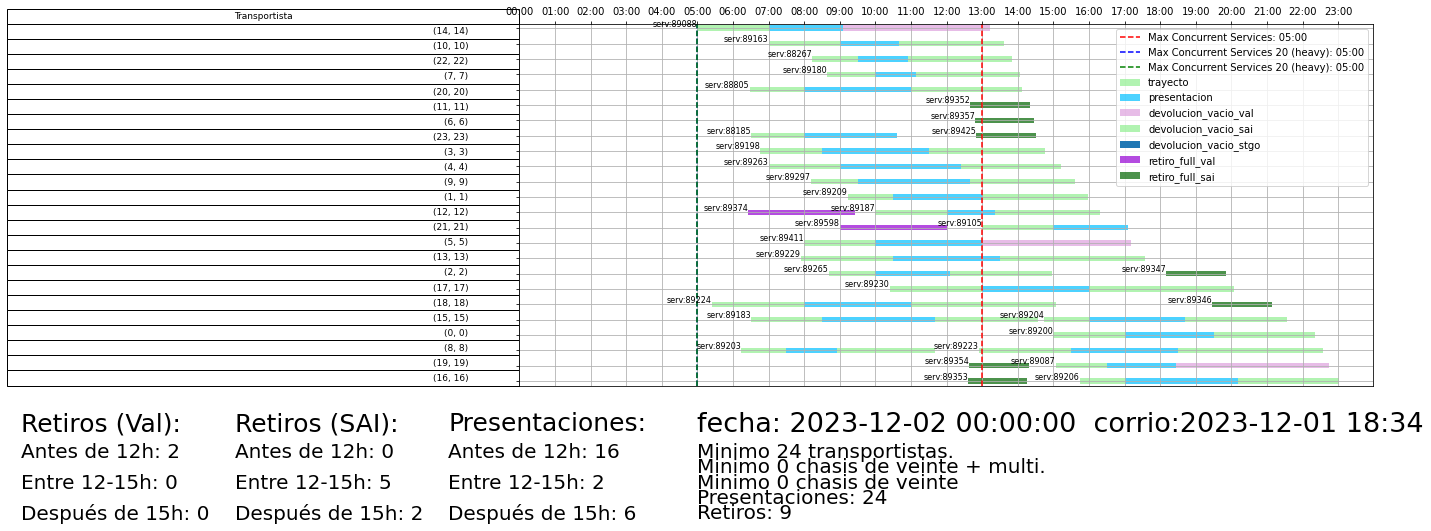 Transportista
00:00 01:00 02:00 03:00 04:00 05:00 06:00 07:00 08:00 09:00 10:00 11:00 12:00 13:00 14:00 15:00 16:00 17:00 18:00 19:00 20:00 21:00 22:00 23:00
(14, 14) serv:89088
(10, 10) serv:89163
(22, 22) serv:88267
(7, 7) serv:89180
(20, 20) serv:88805
(11, 11) serv:89352
(6, 6) serv:89357
(23, 23) serv:88185 serv:89425
(3, 3) serv:89198
(4, 4) serv:89263
(9, 9) serv:89297
(1, 1) serv:89209
(12, 12) serv:89374 serv:89187
(21, 21) serv:89598 serv:89105
(5, 5) serv:89411
(13, 13) serv:89229
(2, 2) serv:89265 serv:89347
(17, 17) serv:89230
(18, 18) serv:89224 serv:89346
(15, 15) serv:89183 serv:89204
(0, 0) serv:89200
(8, 8) serv:89203 serv:89223
(19, 19) serv:89354 serv:89087
(16, 16) serv:89353 serv:89206
Max Concurrent Services: 05:00
Max Concurrent Services 20 (heavy): 05:00
Max Concurrent Services 20 (heavy): 05:00
trayecto
presentacion
devolucion_vacio_val
devolucion_vacio_sai
devolucion_vacio_stgo
retiro_full_val
retiro_full_sai
Retiros (Val):
Antes de 12h: 2
Entre 12-15h: 0
Después de 15h: 0
Retiros (SAI):
Antes de 12h: 0
Entre 12-15h: 5
Después de 15h: 2
Presentaciones:
Antes de 12h: 16
Entre 12-15h: 2
Después de 15h: 6
fecha: 2023-12-02 00:00:00 corrio:2023-12-01 18:34
Minimo 24 transportistas.
Minimo 0 chasis de veinte + multi.
Minimo 0 chasis de veinte
Presentaciones: 24
Retiros: 9